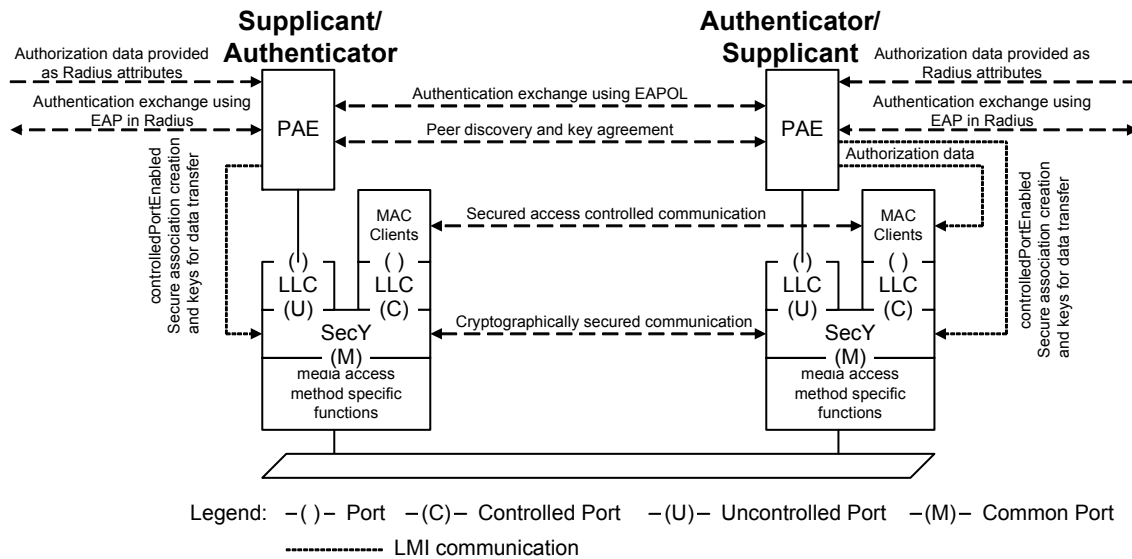 Supplicant/
Authenticator
Authenticator/
Supplicant
Authorization data provided
as Radius attributes
Authentication exchange using
EAP in Radius
PAE
Authentication exchange using EAPOL
Peer discovery and key agreement
PAE
Authorization data provided as
Radius attributes
Authentication exchange using
EAP in Radius
Authorization data
controlledPortEnabled
Secure association creation
and keys for data transfer
MAC
Clients
Secured access controlled communication
MAC
Clients
controlledPortEnabled
Secure association creation
and keys for data transfer
( )
LLC
(U)
( )
LLC
(C)
( )
LLC
(U)
( )
LLC
(C)
SecY
(M)
Cryptographically secured communication
SecY
(M)
media access
method specific
functions
media access
method specific
functions
Legend: –( )– Port –(C)– Controlled Port –(U)– Uncontrolled Port –(M)– Common Port
LMI communication